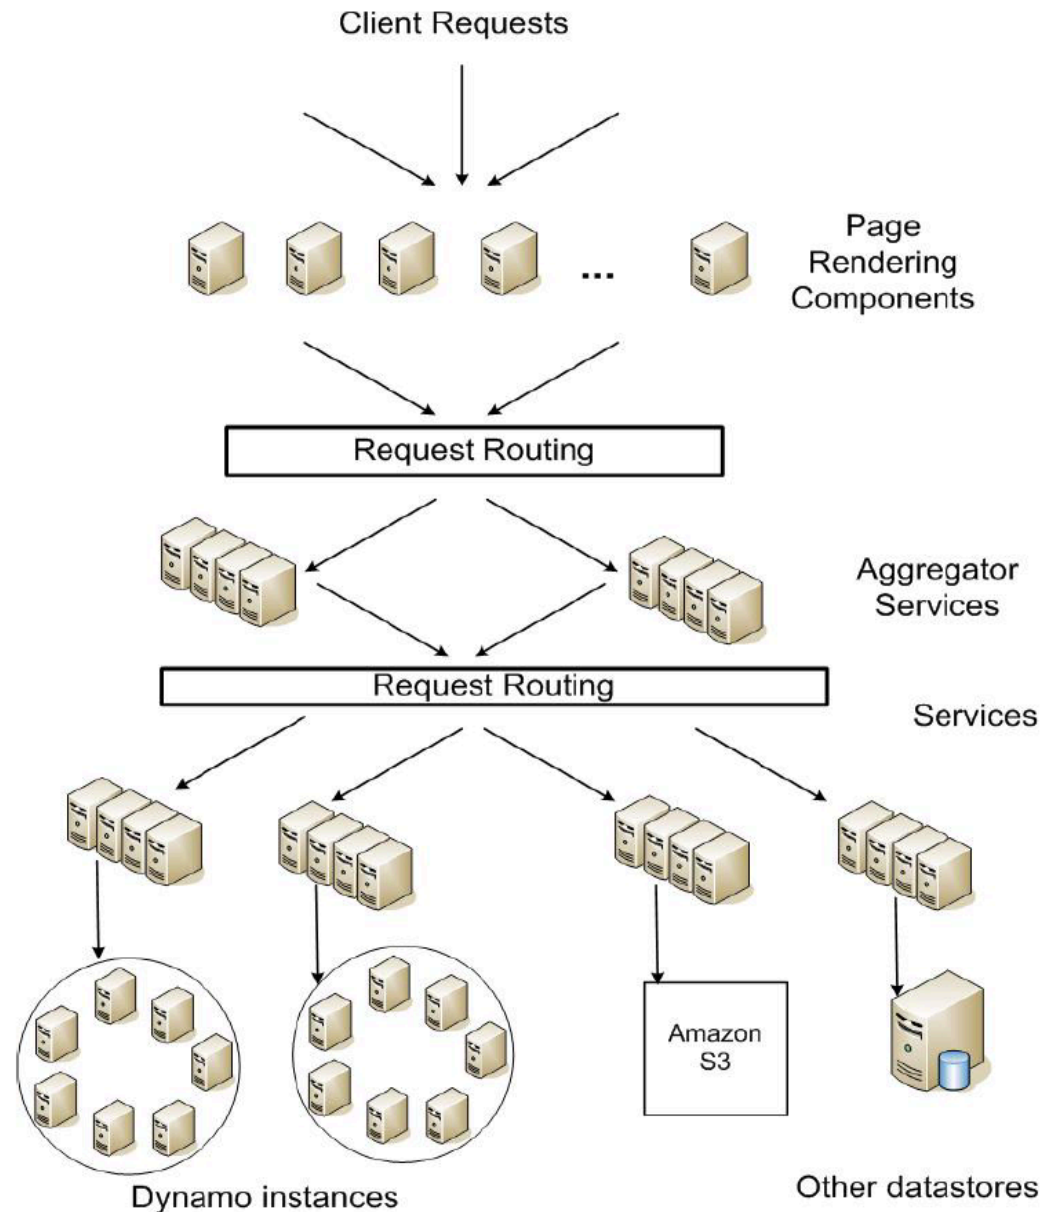 Client Requests
Page
Rendering
Components
...
Request Routing
Aggregator
Services
Request Routing
Services
Amazon
S3
Dynamo instances
Other datastores